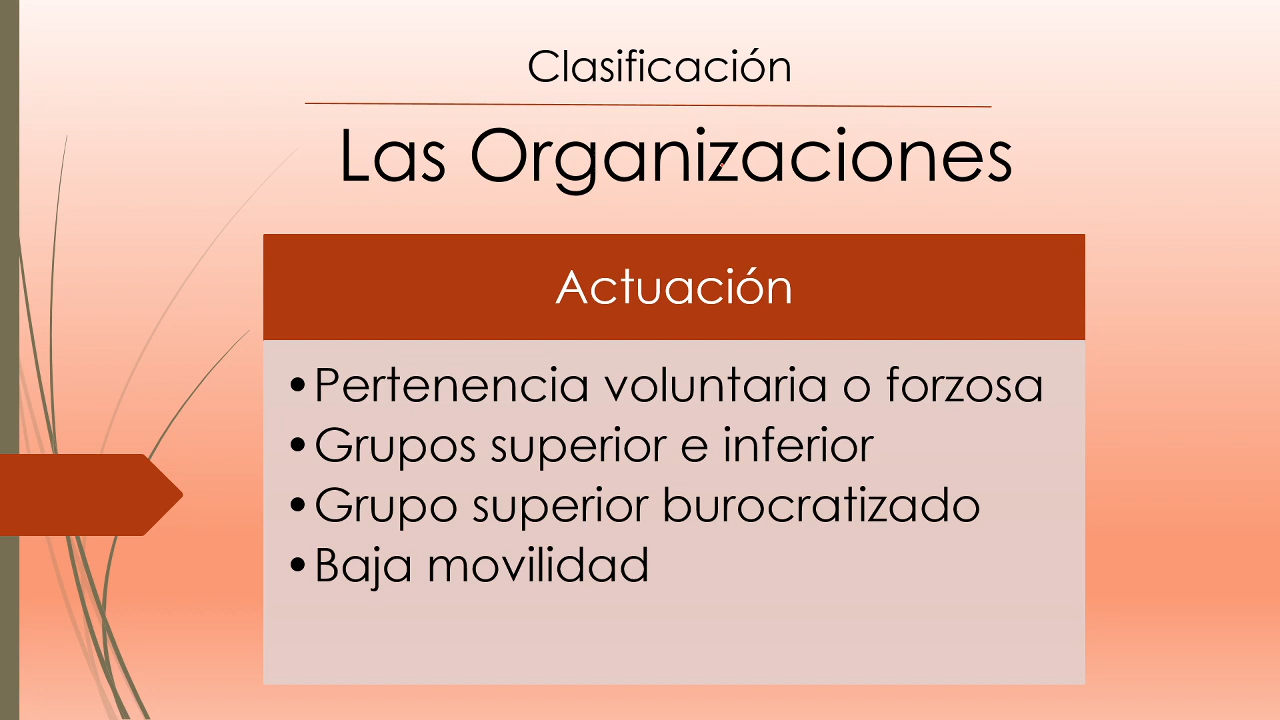 Clasificación
Las Organizaciones
Actuación
•Pertenencia voluntaria o forzosa
•Grupos superior e inferior
•Grupo superior burocratizado
•Baja movilidad